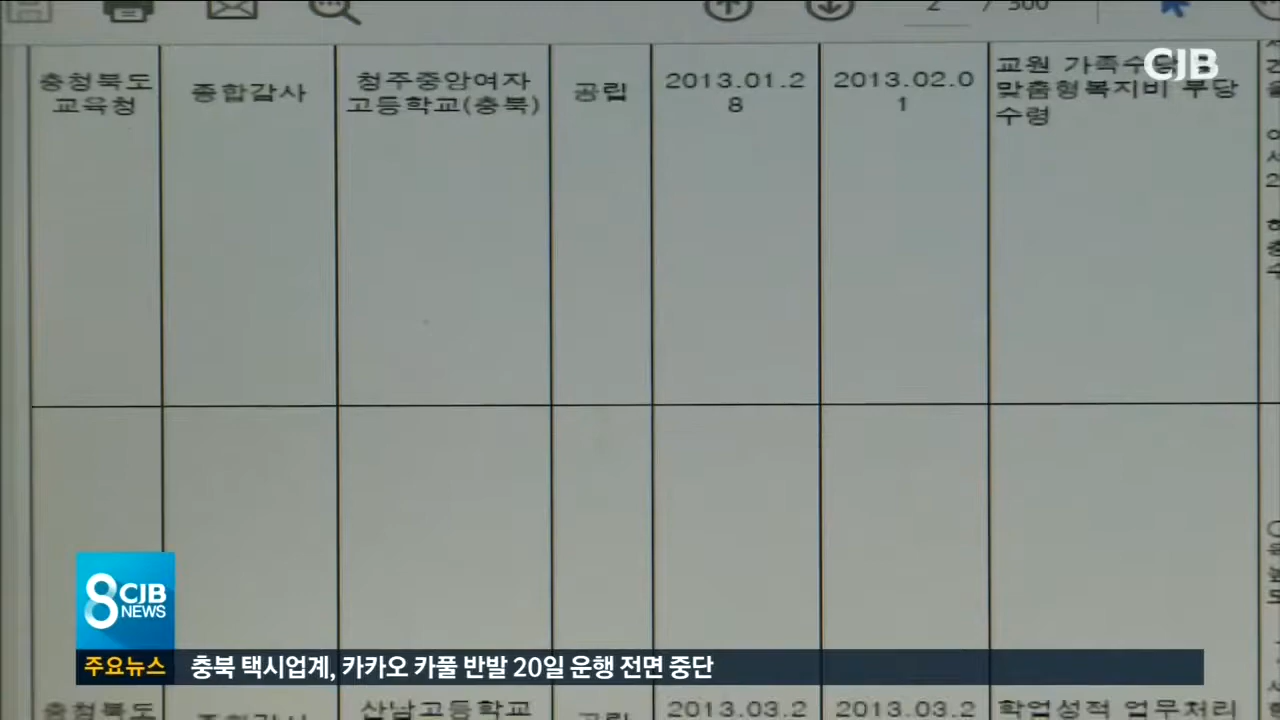 2 / 300
CJB
충청북도
교육청
종합감사
청주중앙여자
고등학교(충북)
공립
2013.01.2
8
2013.02.0
1
교원 가족수당
맞춤형복지비 부당
수령
8 CJB
NEWS
주요뉴스
충북 택시업계, 카카오 카풀 반발 20일 운행 전면 중단
충청북도
종합감사
산남고등학교
공립
2013.03.2
2013.03.2
학업성적 업무처리